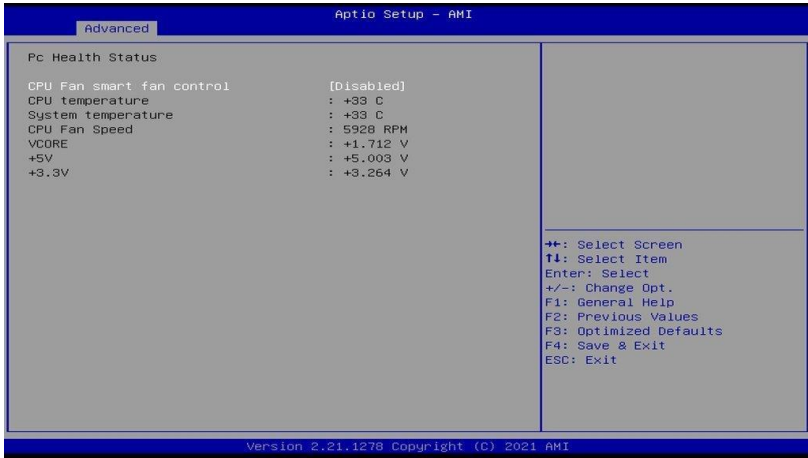 Aptio Setup – AMI
Advanced
Pc Health Status
CPU Fan smart fan control [Disabled]
CPU temperature : +33 C
System temperature : +33 C
CPU Fan Speed : 5928 RPM
VCORE : +1.712 V
+5V : +5.003 V
+3.3V : +3.264 V
→←: Select Screen
↑↓: Select Item
Enter: Select
+/-: Change Opt.
F1: General Help
F2: Previous Values
F3: Optimized Defaults
F4: Save & Exit
ESC: Exit
Version 2.21.1278 Copyright (C) 2021 AMI